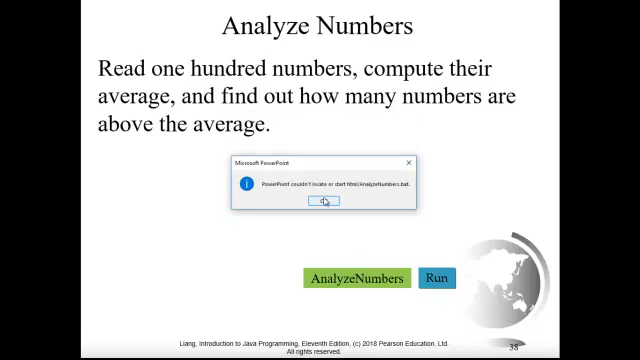 Analyze Numbers
Read one hundred numbers, compute their
average, and find out how many numbers are
above the average.
Microsoft PowerPoint
PowerPoint couldn't locate or start html/AnalyzeNumbers.bat.
AnalyzeNumbers
Run
Liang, Introduction to Java Programming, Eleventh Edition, (c) 2018 Pearson Education, Ltd.
All rights reserved.
38